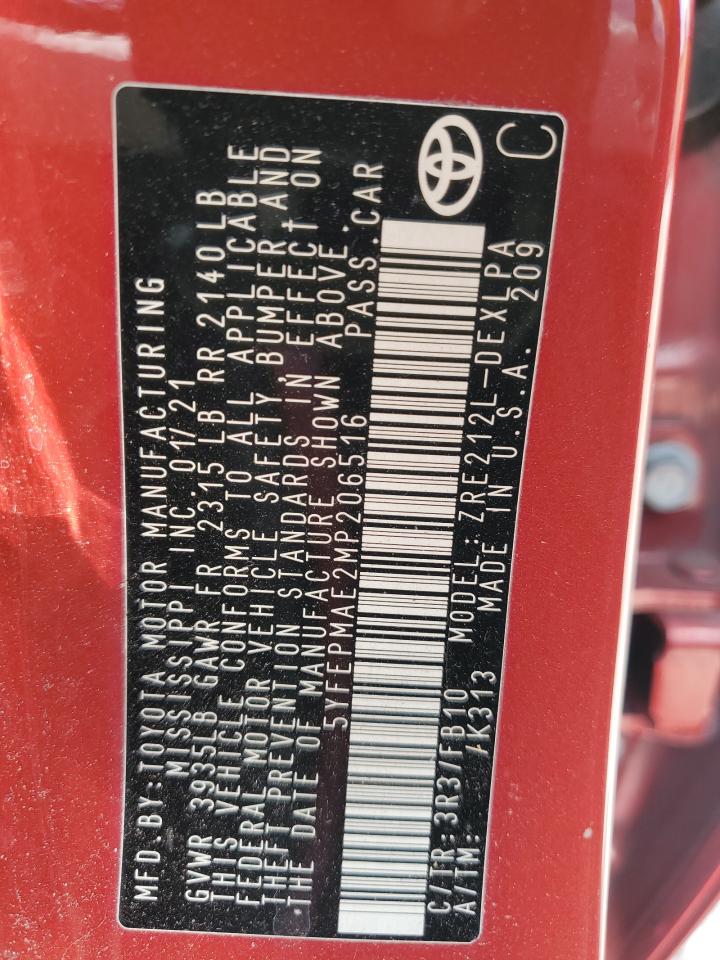 MFD.BY:TOYOTA MOTOR MANUFACTURING
MISSISSIPPI INC. 01/21
GVWR 3935LB GAWR FR 2315 LB RR 2140LB
THIS VEHICLE CONFORMS TO ALL APPLICABLE
FEDERAL MOTOR VEHICLE SAFETY, BUMPER AND
THEFT PREVENTION STANDARDS IN EFFECT ON
THE DATE OF MANUFACTURE SHOWN ABOVE.
5YFEPMAE2MP206516 PASS.CAR
C/TR:3R3/FB10 MODEL:ZRE212L-DEXLPA
A/TM: /K313 MADE IN U.S.A. 209
C